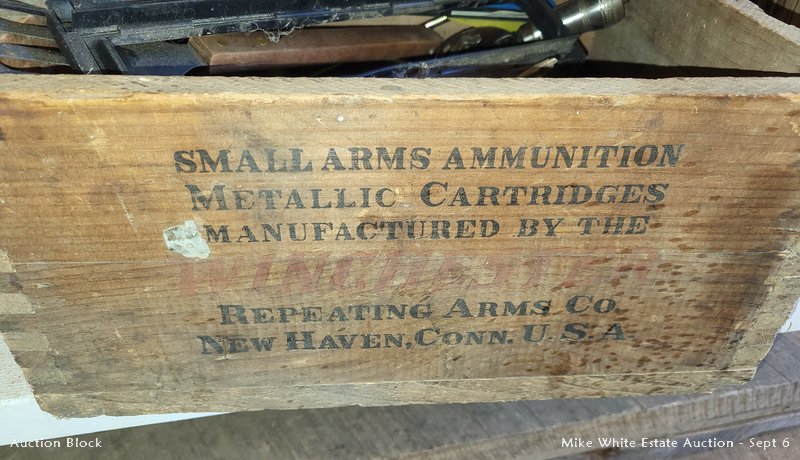 SMALL ARMS AMMUNITION
METALLIC CARTRIDGES
MANUFACTURED BY THE
WINCHESTER
REPEATING ARMS CO.
NEW HAVEN, CONN. U.S.A.
Auction Block
Mike White Estate Auction - Sept 6